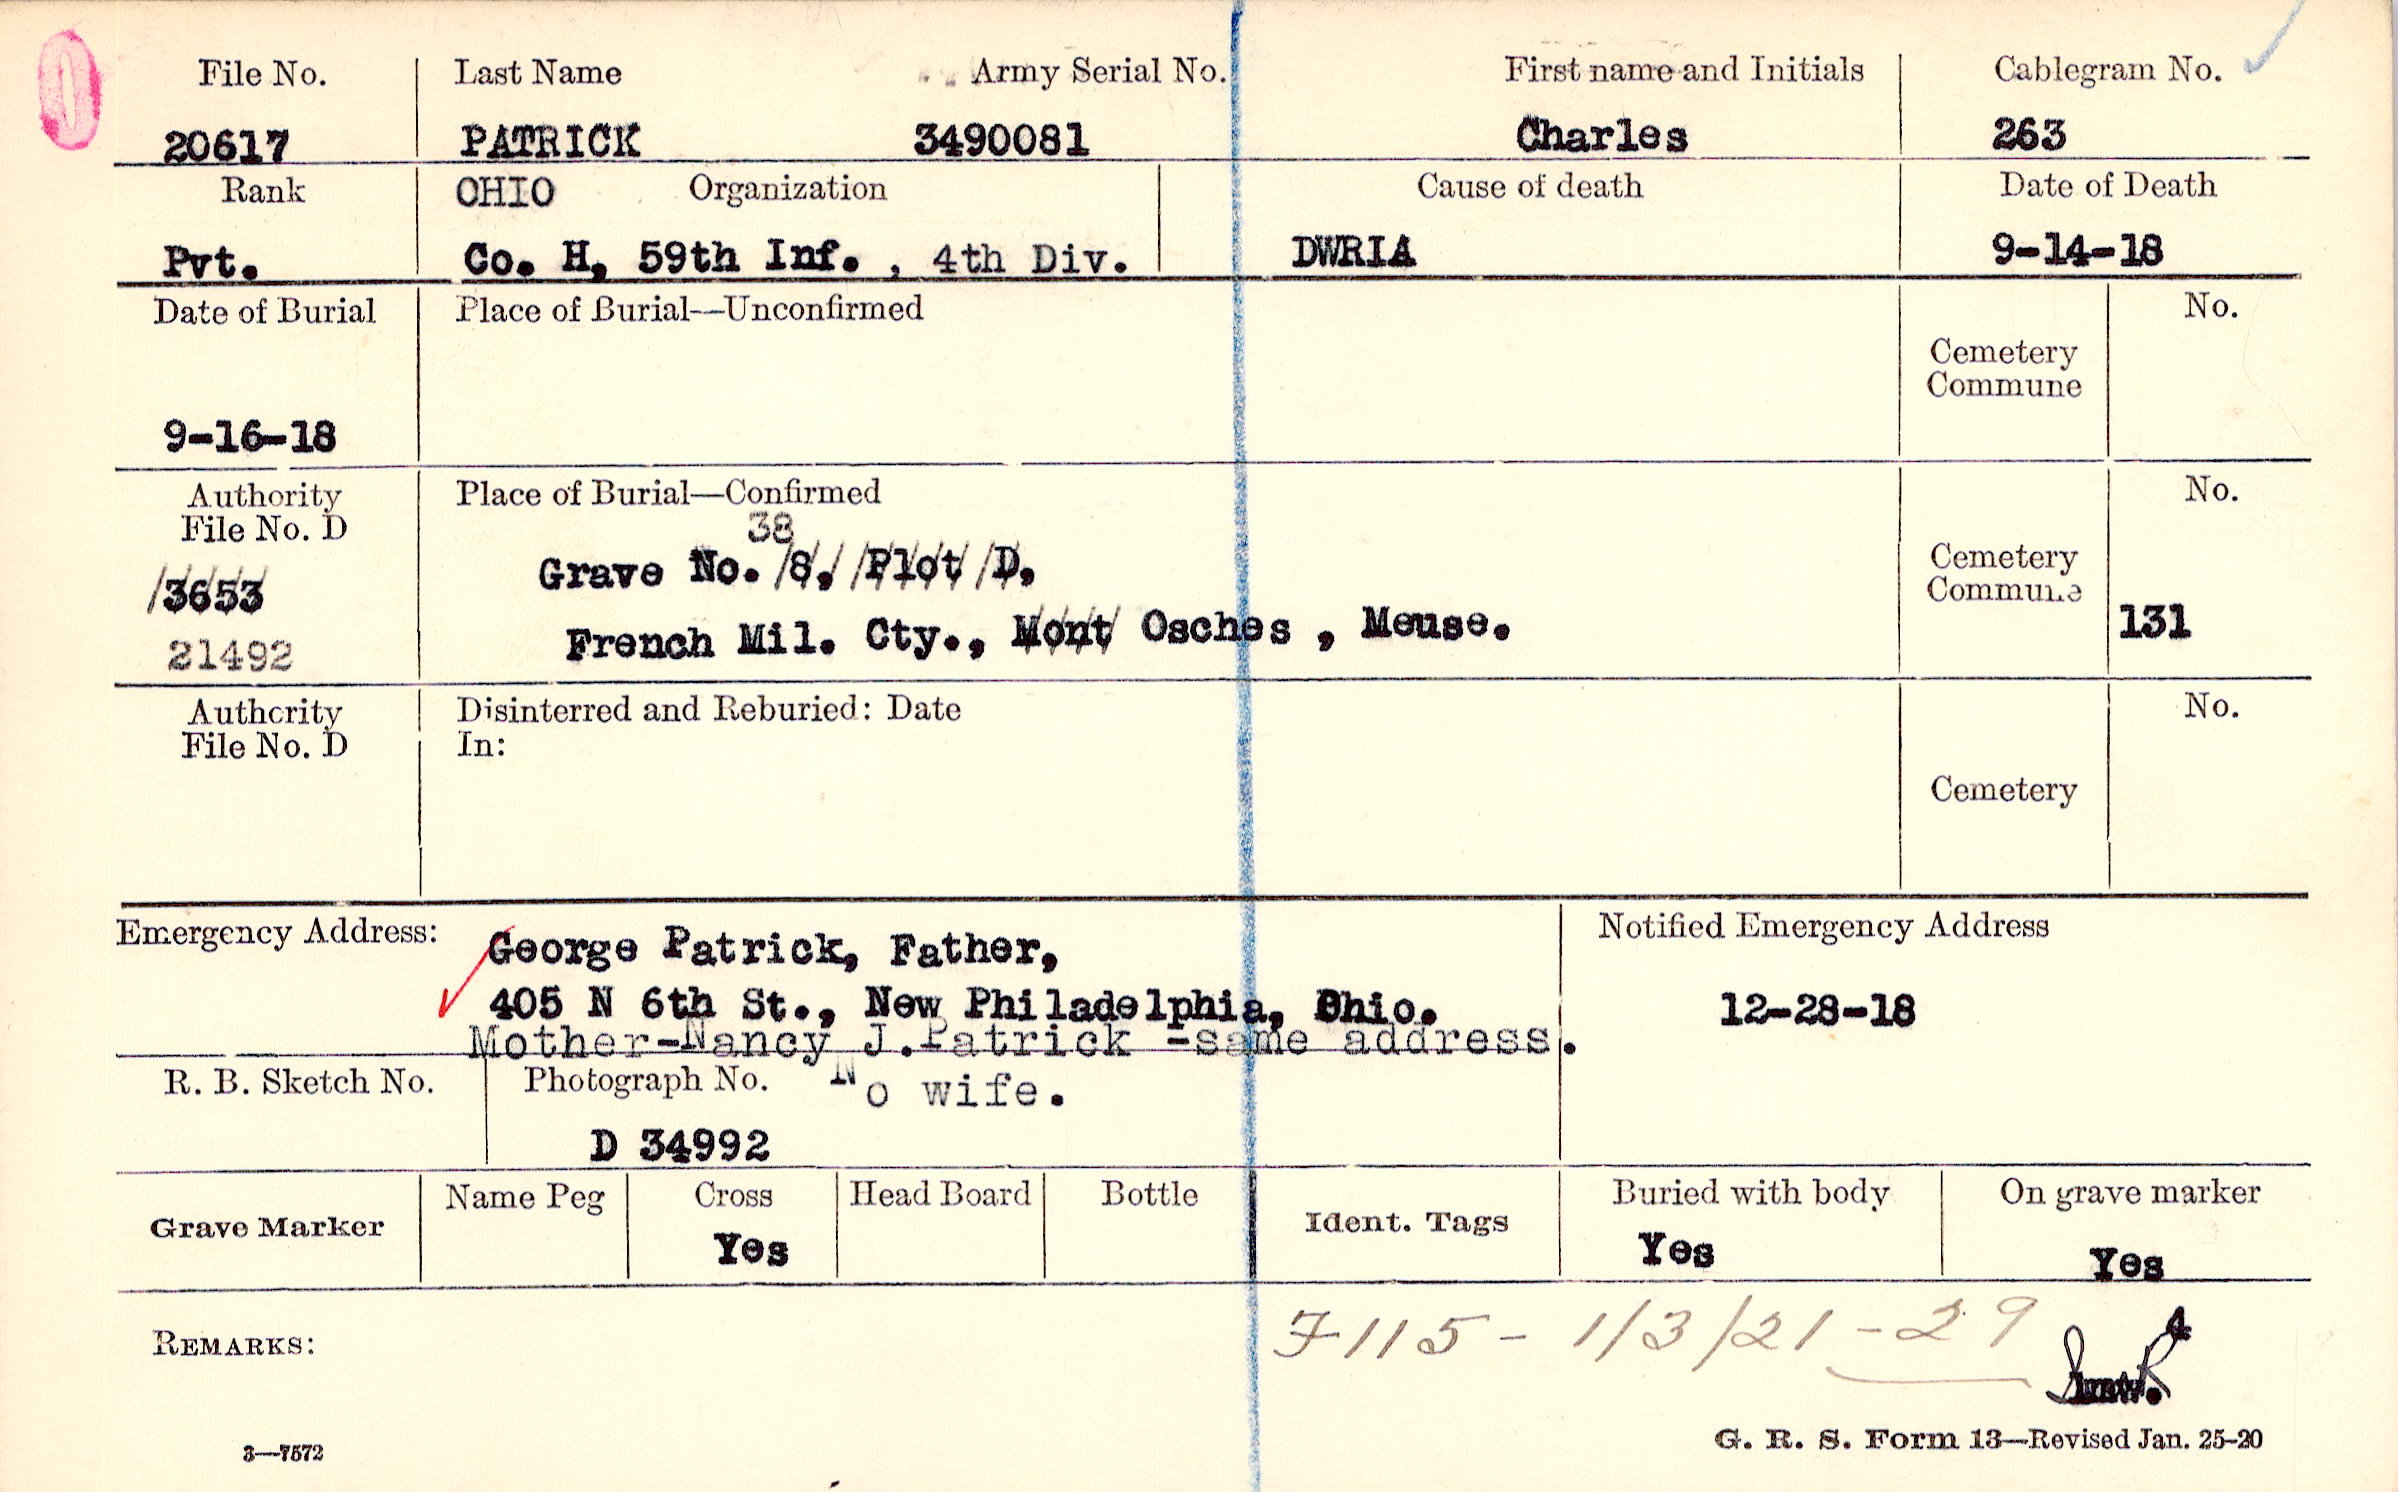 0
File No. Last Name Army Serial No. First name and Initials Cablegram No.
20617 PATRICK 3490081 Charles 263
Rank OHIO Organization Cause of death Date of Death
Pvt. Co. H, 59th Inf. , 4th Div. DWRIA 9-14-18
Date of Burial Place of Burial—Unconfirmed No.
Cemetery
Commune
9-16-18
Authority Place of Burial—Confirmed No.
File No. D
38
Grave No. 8, Plot D,
Cemetery
Commune
3653
French Mil. Cty., Mont Osches , Meuse. 131
21492
Authority Disinterred and Reburied: Date No.
File No. D In:
Cemetery
Emergency Address: George Patrick, Father, Notified Emergency Address
405 N 6th St., New Philadelphia, Ohio. 12-28-18
Mother-Nancy J.Patrick -same address.
R. B. Sketch No. Photograph No. No wife.
D 34992
Grave Marker Name Peg Cross Head Board Bottle Ident. Tags Buried with body On grave marker
Yes Yes Yes
REMARKS: 7115 - 1/3/21 - 29
4
3—7572 G. R. S. Form 13—Revised Jan. 25-20